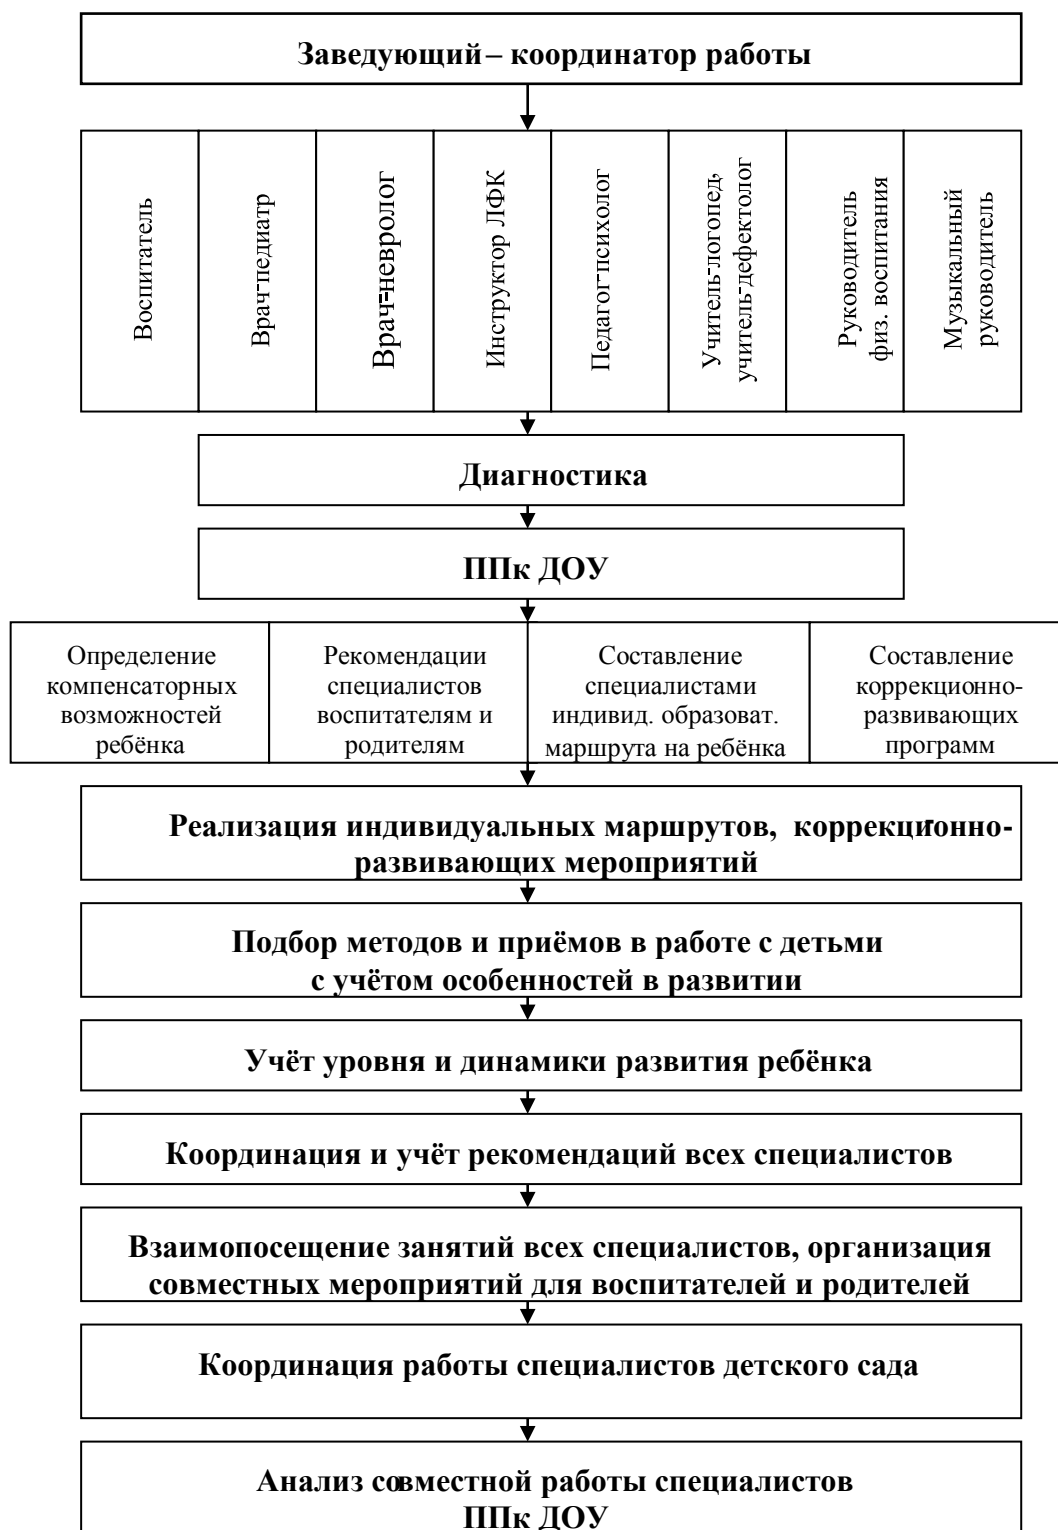 Заведующий – координатор работы
Воспитатель
Врач-педиатр
Врач-невролог
Инструктор ЛФК
Педагог-психолог
Учитель-логопед,
учитель-дефектолог
Руководитель
физ. воспитания
Музыкальный
руководитель
Диагностика
ППк ДОУ
Определение
компенсаторных
возможностей
ребёнка
Рекомендации
специалистов
воспитателям и
родителям
Составление
специалистами
индивид. образоват.
маршрута на ребёнка
Составление
коррекционно-
развивающих
программ
Реализация индивидуальных маршрутов, коррекционно-
развивающих мероприятий
Подбор методов и приёмов в работе с детьми
с учётом особенностей в развитии
Учёт уровня и динамики развития ребёнка
Координация и учёт рекомендаций всех специалистов
Взаимопосещение занятий всех специалистов, организация
совместных мероприятий для воспитателей и родителей
Координация работы специалистов детского сада
Анализ совместной работы специалистов
ППк ДОУ